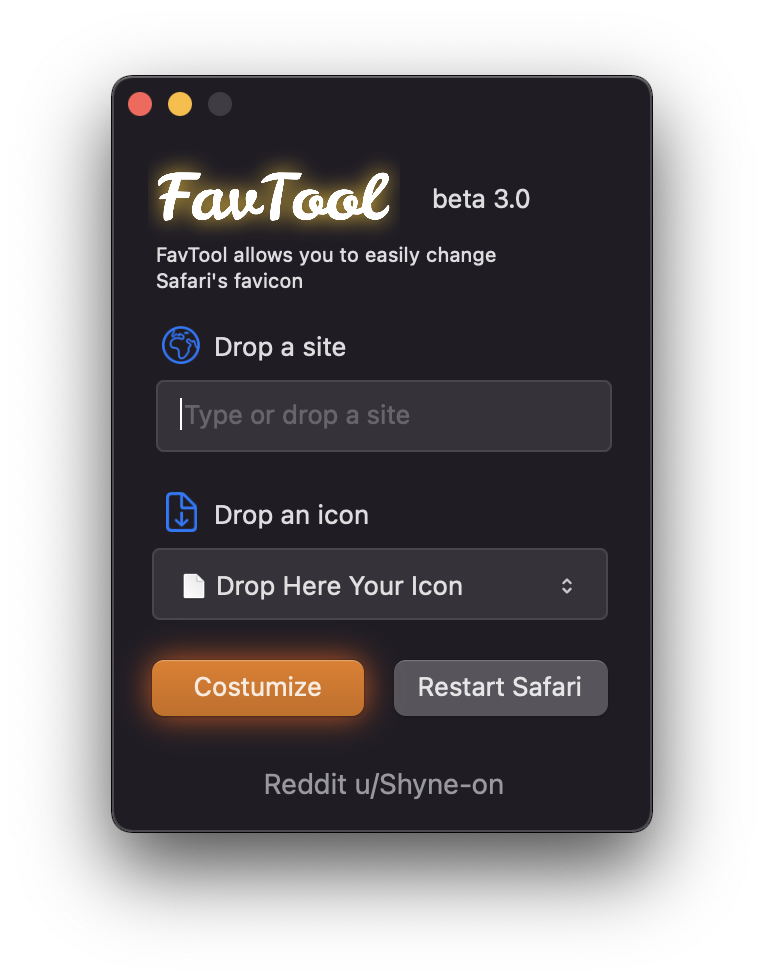 FavTool
beta 3.0
FavTool allows you to easily change
Safari's favicon
Drop a site
Type or drop a site
Drop an icon
Drop Here Your Icon
Costumize
Restart Safari
Reddit u/Shyne-on